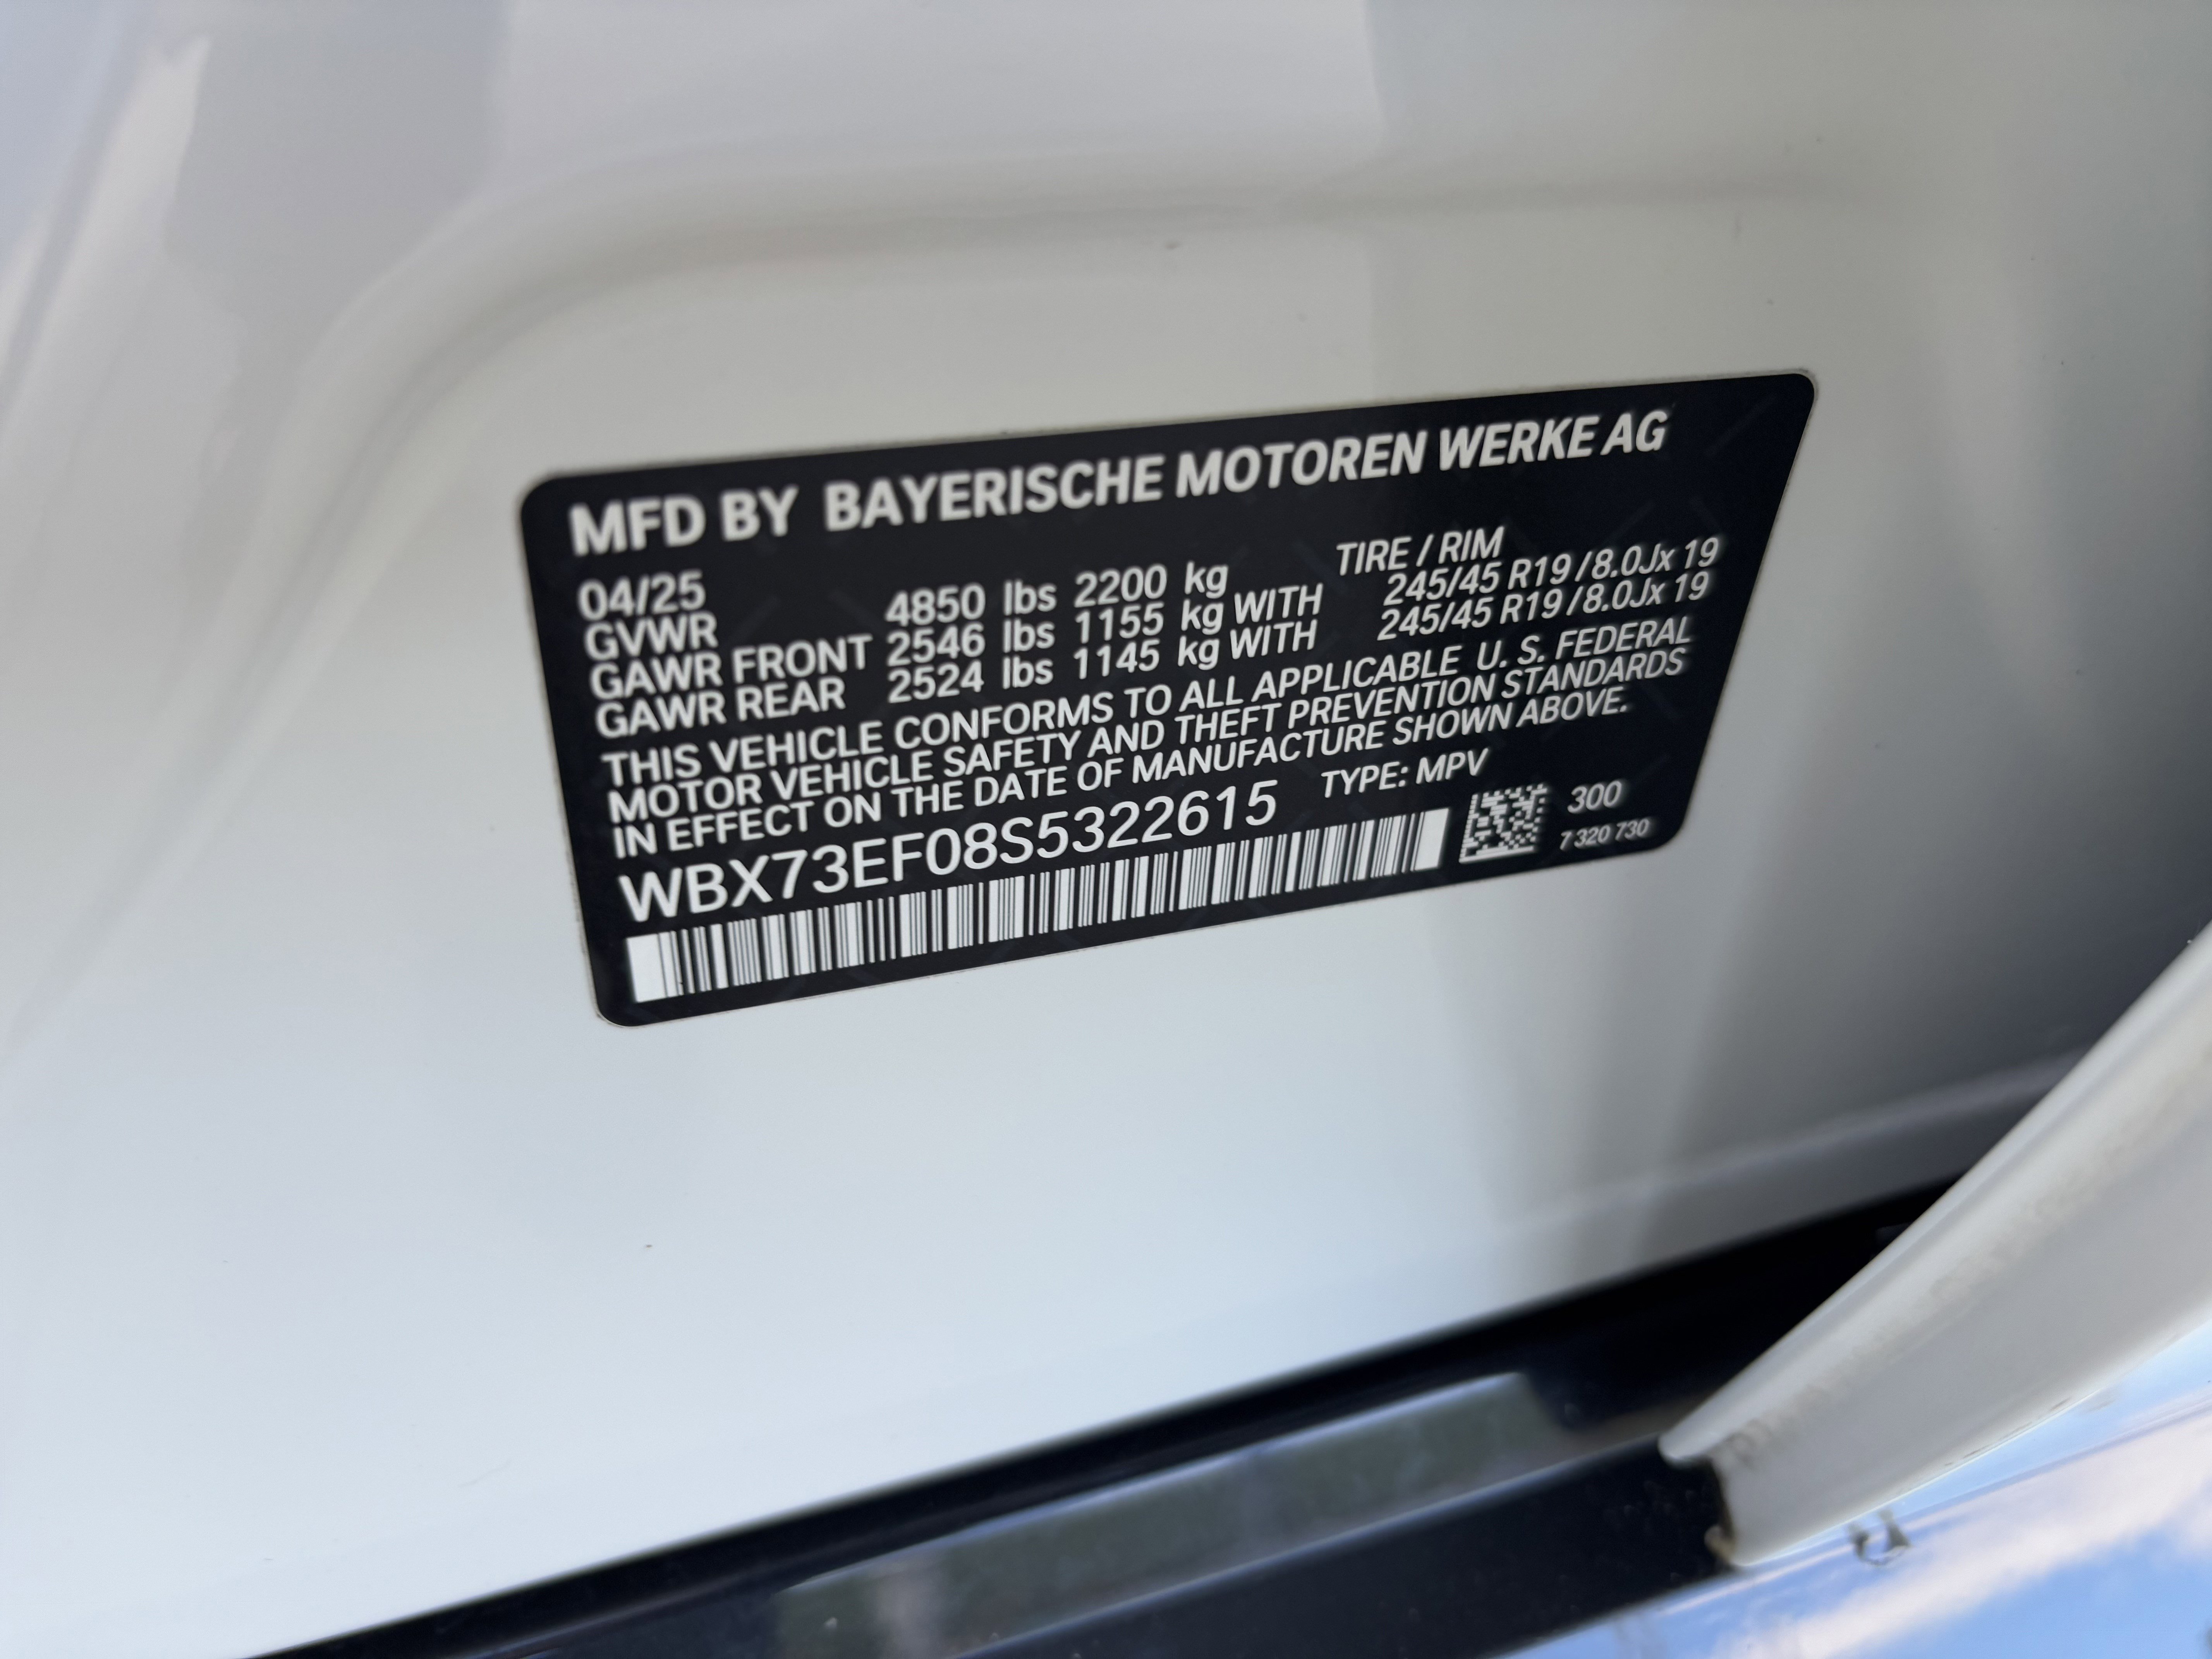 MFD BY BAYERISCHE MOTOREN WERKE AG
04/25 TIRE / RIM
GVWR 4850 lbs 2200 kg
GAWR FRONT 2546 lbs 1155 kg WITH 245/45 R19 /8.0Jx 19
GAWR REAR 2524 lbs 1145 kg WITH 245/45 R19 /8.0Jx 19
THIS VEHICLE CONFORMS TO ALL APPLICABLE U. S. FEDERAL
MOTOR VEHICLE SAFETY AND THEFT PREVENTION STANDARDS
IN EFFECT ON THE DATE OF MANUFACTURE SHOWN ABOVE.
WBX73EF08S5322615 TYPE: MPV
300
7 320 730